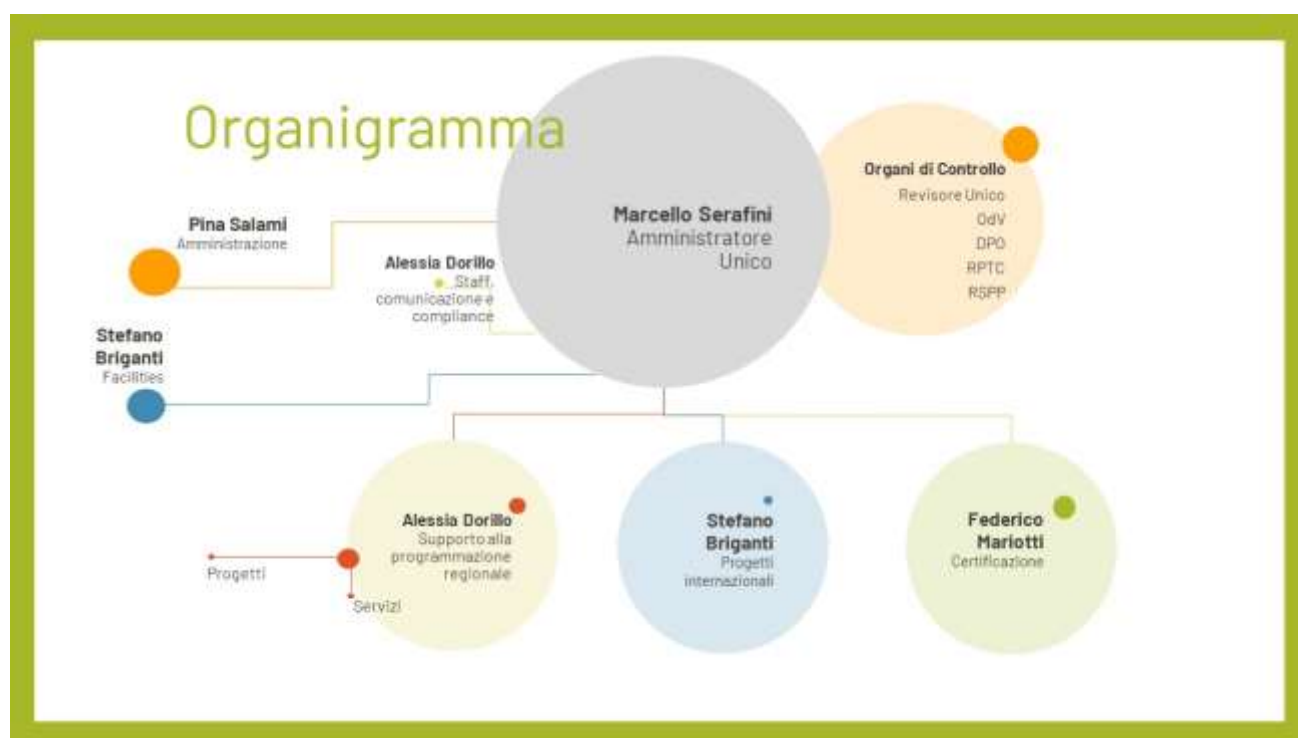 Organigramma
Marcello Serafini
Amministratore
Unico
Organi di Controllo
Revisore Unico
OdV
DPO
RPTC
RSPP
Pina Salami
Amministrazione
Alessia Dorillo
Staff,
comunicazione e
compliance
Stefano
Briganti
Facilities
Alessia Dorillo
Supporto alla
programmazione
regionale
Progetti
Servizi
Stefano
Briganti
Progetti
internazionali
Federico
Mariotti
Certificazione